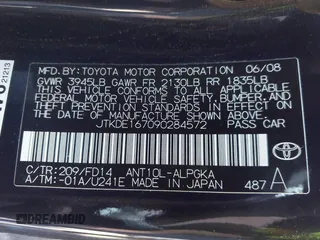 21213
MFD. BY: TOYOTA MOTOR CORPORATION 06/08
GVWR 3945LB GAWR FR 2130LB RR 1835LB
THIS VEHICLE CONFORMS TO ALL APPLICABLE
FEDERAL MOTOR VEHICLE SAFETY, BUMPER, AND
THEFT PREVENTION STANDARDS IN EFFECT ON
THE DATE OF MANUFACTURE SHOWN ABOVE.
JTKDE167090284572 PASS CAR
C/TR: 209/FD14 ANT10L-ALPGKA
A/TM: -01A/U241E MADE IN JAPAN
487 A
TOYOTA
DREAMBID